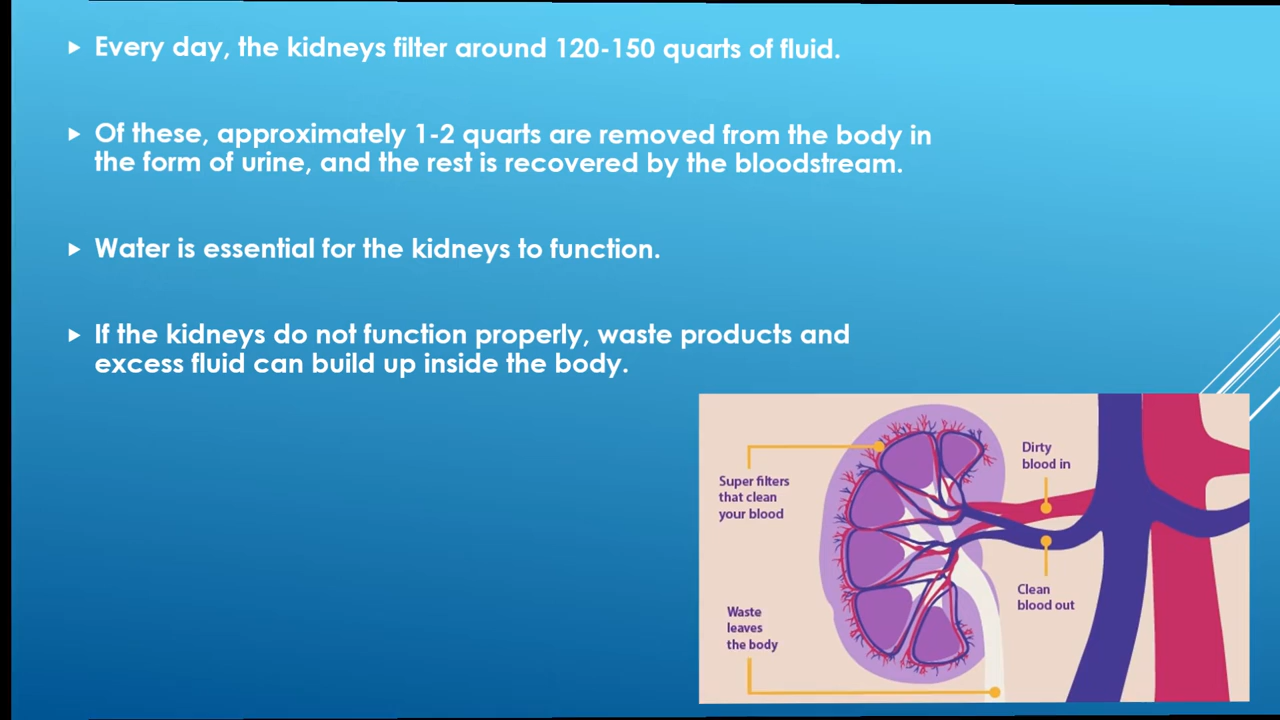 Every day, the kidneys filter around 120-150 quarts of fluid.
Of these, approximately 1-2 quarts are removed from the body in
the form of urine, and the rest is recovered by the bloodstream.
Water is essential for the kidneys to function.
If the kidneys do not function properly, waste products and
excess fluid can build up inside the body.
Super filters
that clean
your blood
Dirty
blood in
Clean
blood out
Waste
leaves
the body